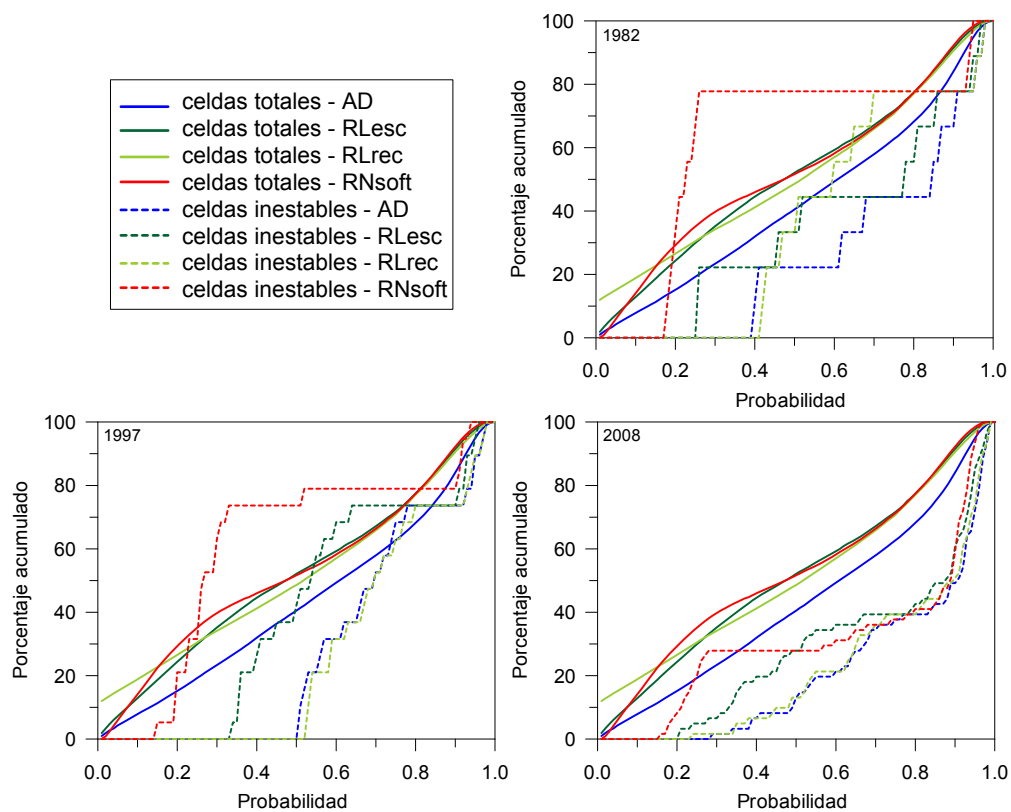 celdas totales - AD
celdas totales - RLesc
celdas totales - RLrec
celdas totales - RNsoft
celdas inestables - AD
celdas inestables - RLesc
celdas inestables - RLrec
celdas inestables - RNsoft
1982
Porcentaje acumulado
100
80
60
40
20
0
0.0 0.2 0.4 0.6 0.8 1.0
Probabilidad
1997
Porcentaje acumulado
100
80
60
40
20
0
0.0 0.2 0.4 0.6 0.8 1.0
Probabilidad
2008
Porcentaje acumulado
100
80
60
40
20
0
0.0 0.2 0.4 0.6 0.8 1.0
Probabilidad